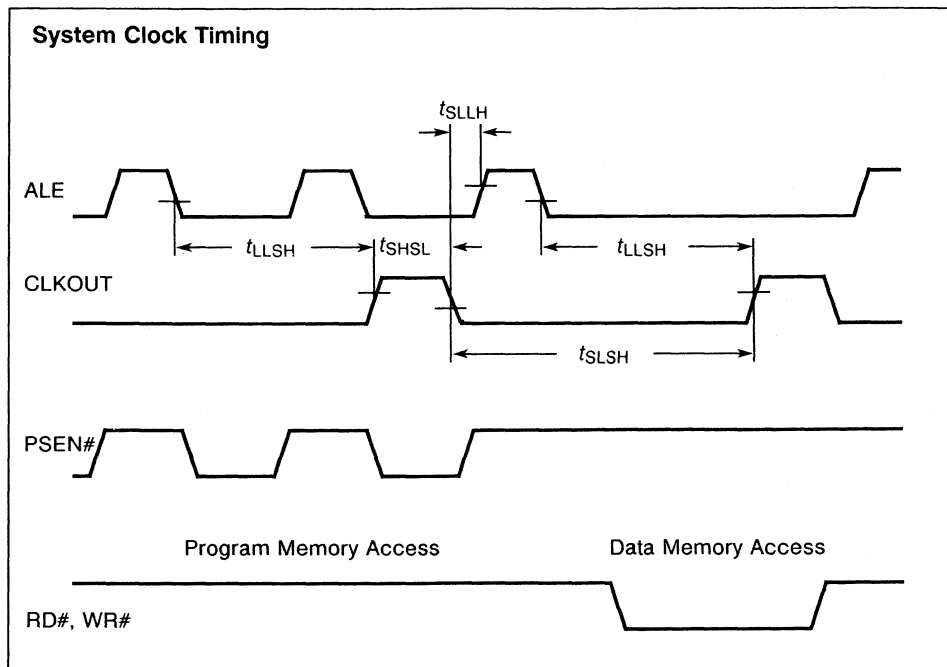 System Clock Timing
tSLLH
ALE
tLLSH tSHSL tLLSH
CLKOUT
tSLSH
PSEN#
Program Memory Access Data Memory Access
RD#, WR#